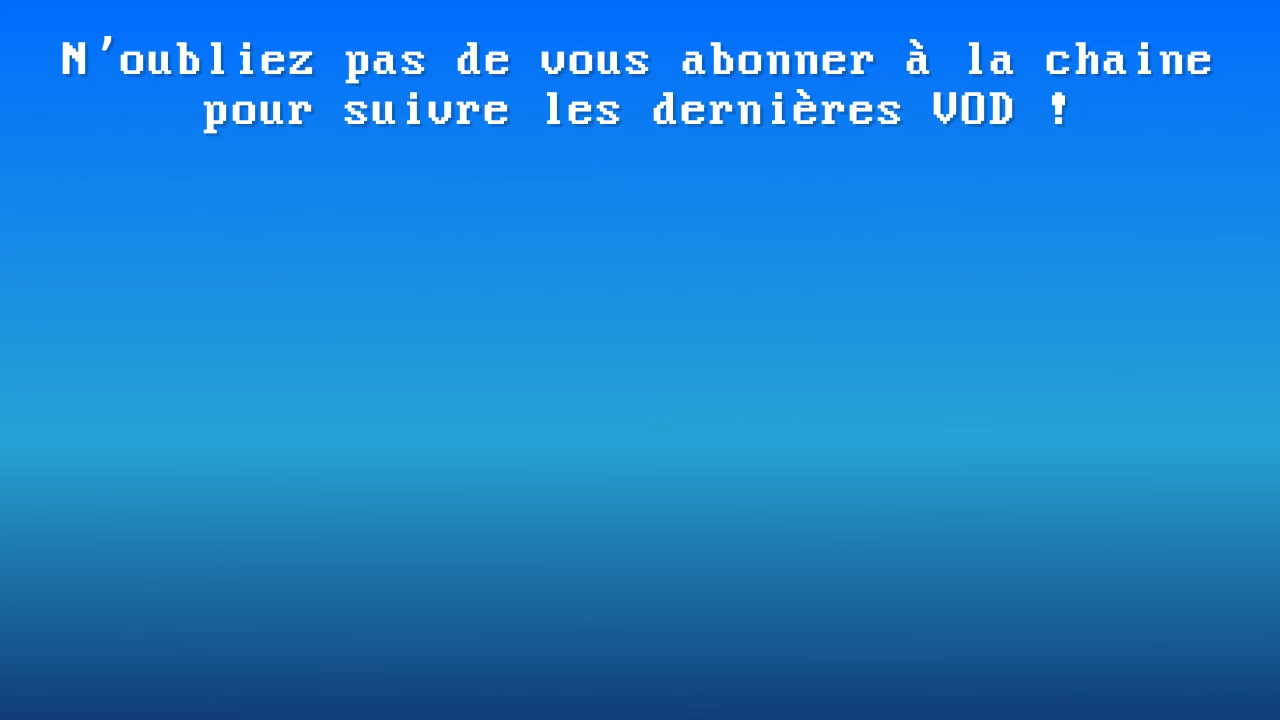 N'oubliez pas de vous abonner à la chaine
pour suivre les dernières VOD !